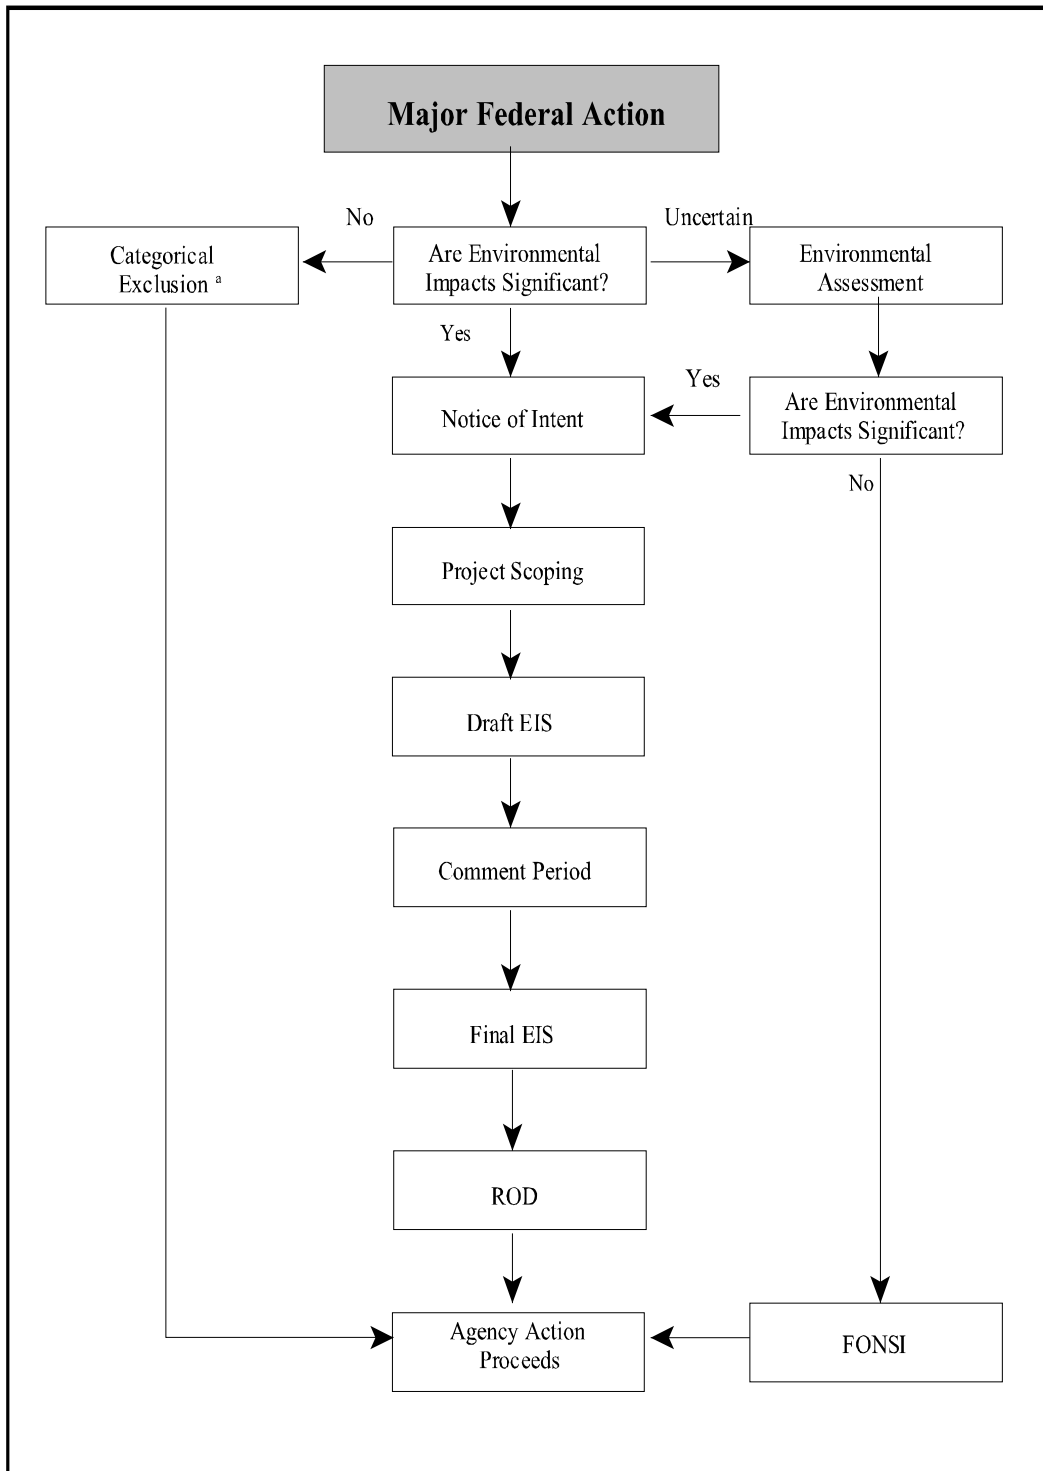 Major Federal Action
No
Uncertain
Categorical
Exclusion a
Are Environmental
Impacts Significant?
Environmental
Assessment
Yes
Notice of Intent
Yes
Are Environmental
Impacts Significant?
No
Project Scoping
Draft EIS
Comment Period
Final EIS
ROD
Agency Action
Proceeds
FONSI